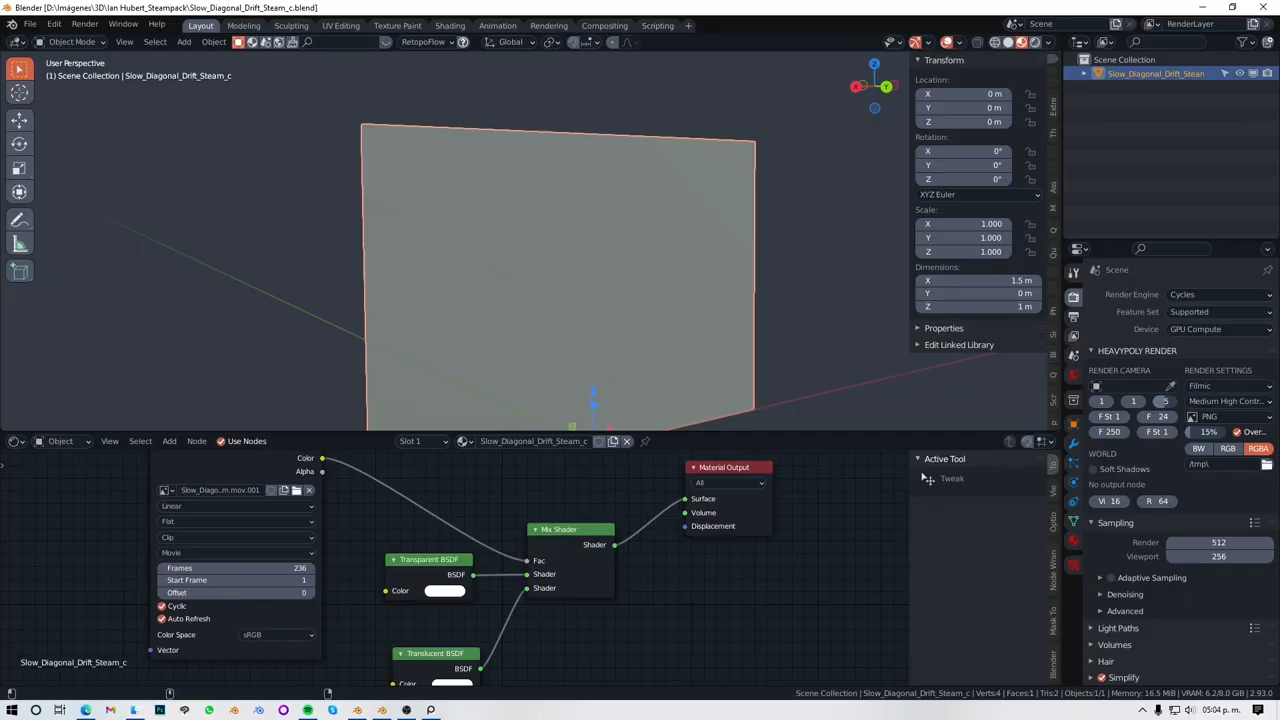 Blender [D:\Imágenes\3D\Ian Hubert_Steampack\Slow_Diagonal_Drift_Steam_c.blend]
File Edit Render Window Help Layout Modeling Sculpting UV Editing Texture Paint Shading Animation Rendering Compositing Scripting + Scene RenderLayer
Object Mode View Select Add Object RetopoFlow Global
User Perspective
(1) Scene Collection | Slow_Diagonal_Drift_Steam_c
Z
X
Y
Transform
Location:
X 0 m
Y 0 m
Z 0 m
Rotation:
X 0°
Y 0°
Z 0°
XYZ Euler
Scale:
X 1.000
Y 1.000
Z 1.000
Dimensions:
X 1.5 m
Y 0 m
Z 1 m
Properties
Edit Linked Library
Scene Collection
Slow_Diagonal_Drift_Stean
Scene
Render Engine Cycles
Feature Set Supported
Device GPU Compute
HEAVYPOLY RENDER
RENDER CAMERA RENDER SETTINGS
Filmic
1 1 5 Medium High Contr...
F St 1 F 24 PNG
F 250 F St 1 15% Over...
WORLD BW RGB RGBA
Soft Shadows /tmp\
No output node
Vi 16 R 64
Sampling
Render 512
Viewport 256
Adaptive Sampling
Denoising
Advanced
Light Paths
Volumes
Hair
Simplify
Object View Select Add Node Use Nodes Slot 1 Slow_Diagonal_Drift_Steam_c
Color
Alpha
Slow_Diago...m.mov.001
Linear
Flat
Clip
Movie
Frames 236
Start Frame 1
Offset 0
Cyclic
Auto Refresh
Color Space sRGB
Vector
Slow_Diagonal_Drift_Steam_c
Transparent BSDF
BSDF
Color
Translucent BSDF
BSDF
Color
Mix Shader
Shader
Fac
Shader
Shader
Material Output
All
Surface
Volume
Displacement
Active Tool
Tweak
Scene Collection | Slow_Diagonal_Drift_Steam_c | Verts:4 | Faces:1 | Tris:2 | Objects:1/1 | Memory: 16.5 MiB | VRAM: 6.2/8.0 GiB | 2.93.0
05:04 p. m.